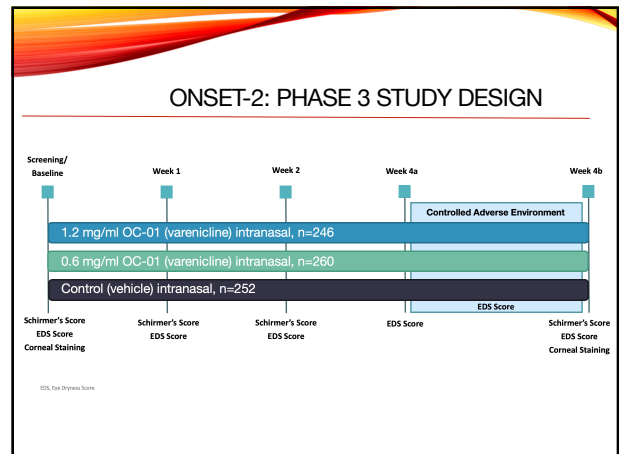 ONSET-2: PHASE 3 STUDY DESIGN
Screening/
Baseline
Week 1
Week 2
Week 4a
Week 4b
Controlled Adverse Environment
1.2 mg/ml OC-01 (varenicline) intranasal, n=246
0.6 mg/ml OC-01 (varenicline) intranasal, n=260
Control (vehicle) intranasal, n=252
EDS Score
Schirmer's Score
EDS Score
Corneal Staining
Schirmer's Score
EDS Score
Schirmer's Score
EDS Score
EDS Score
Schirmer's Score
EDS Score
Corneal Staining
EDS, Eye Dryness Score